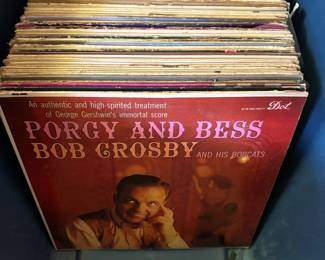 An authentic and high-spirited treatment
of George Gershwin's immortal score
Dot
PORGY AND BESS
BOB CROSBY AND HIS BOBCATS